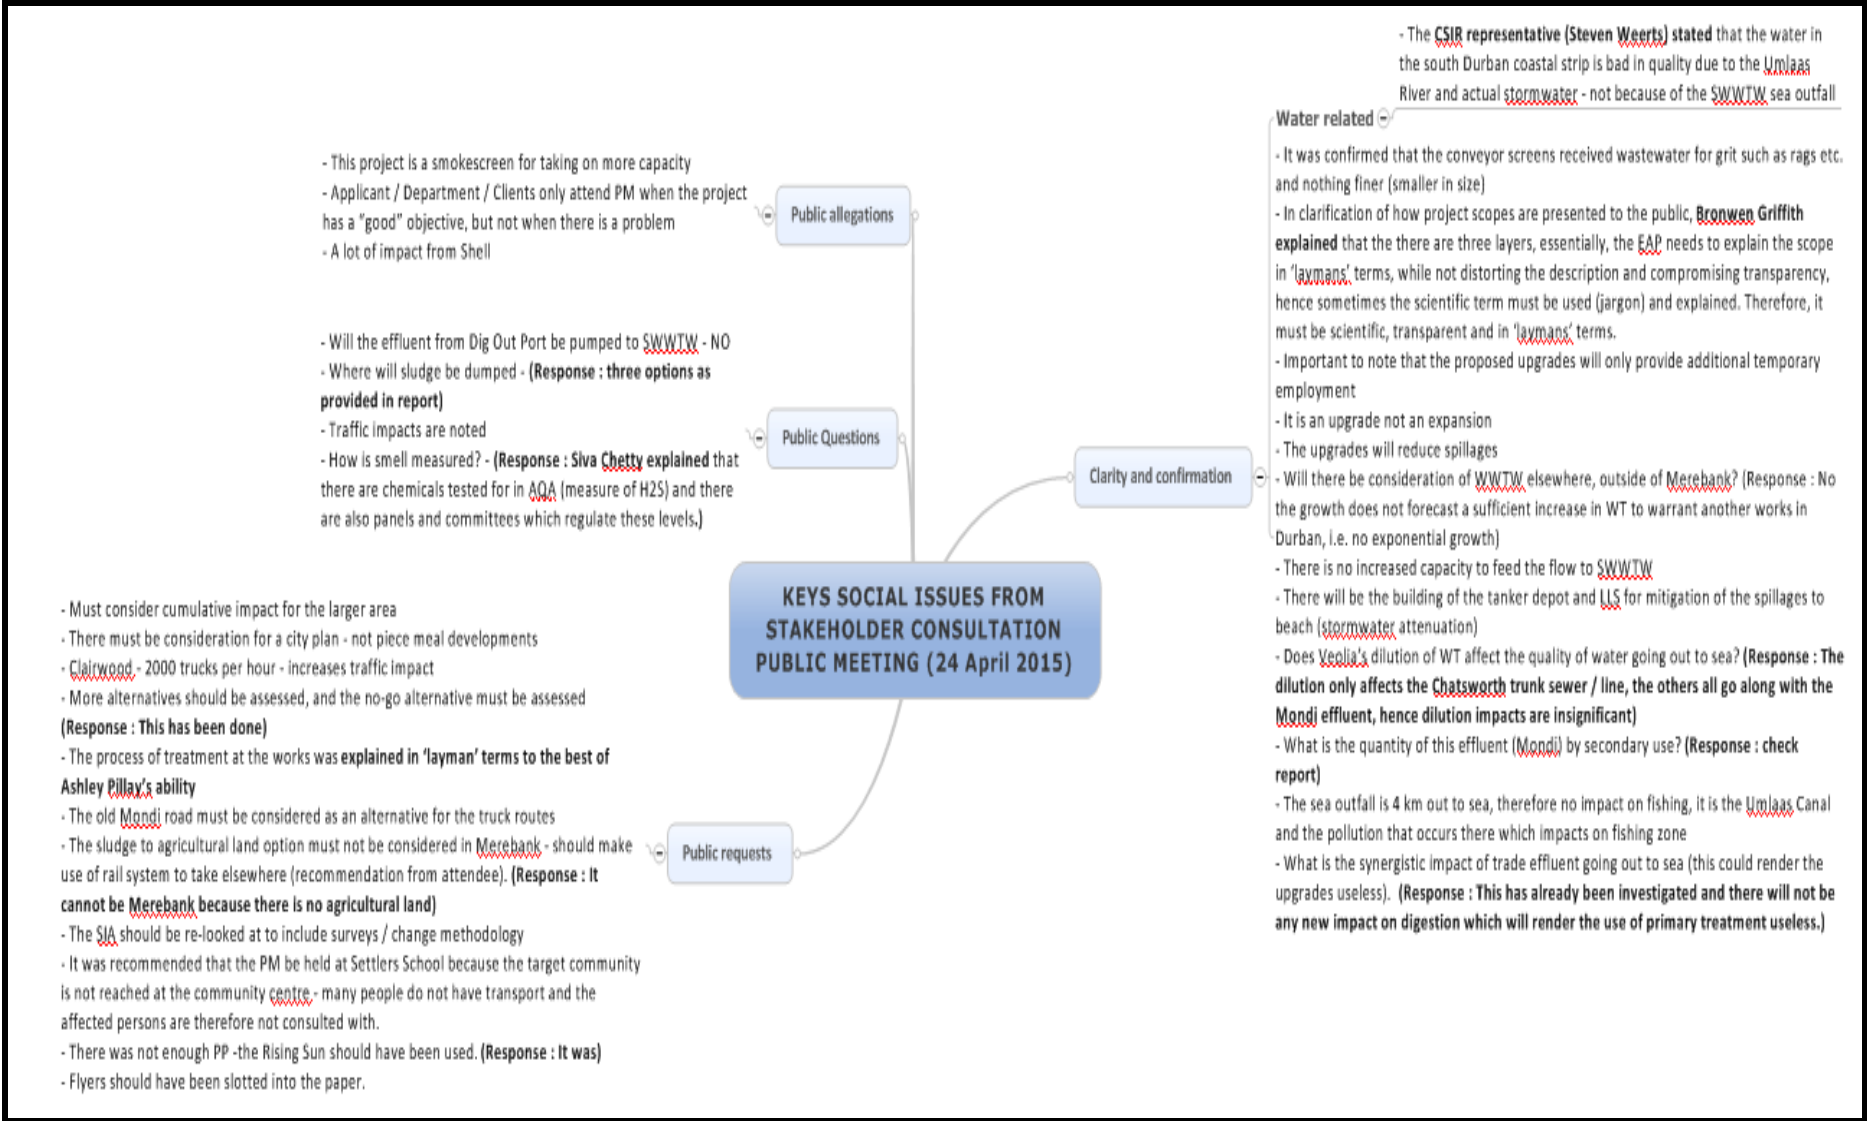 - The CSIR representative (Steven Weerts) stated that the water in
the south Durban coastal strip is bad in quality due to the Umlaas
River and actual stormwater - not because of the SWWTW sea outfall
Water related
- It was confirmed that the conveyor screens received wastewater for grit such as rags etc.
and nothing finer (smaller in size)
- In clarification of how project scopes are presented to the public, Bronwen Griffith
explained that the there are three layers, essentially, the EAP needs to explain the scope
in 'laymans' terms, while not distorting the description and compromising transparency,
hence sometimes the scientific term must be used (jargon) and explained. Therefore, it
must be scientific, transparent and in 'laymans' terms.
- Important to note that the proposed upgrades will only provide additional temporary
employment
- It is an upgrade not an expansion
- The upgrades will reduce spillages
- Will there be consideration of WWTW elsewhere, outside of Merebank? (Response : No
the growth does not forecast a sufficient increase in WT to warrant another works in
Durban, i.e. no exponential growth)
- There is no increased capacity to feed the flow to SWWTW
- There will be the building of the tanker depot and LLS for mitigation of the spillages to
beach (stormwater attenuation)
- Does Veolia's dilution of WT affect the quality of water going out to sea? (Response : The
dilution only affects the Chatsworth trunk sewer / line, the others all go along with the
Mondi effluent, hence dilution impacts are insignificant)
- What is the quantity of this effluent (Mondi) by secondary use? (Response : check
report)
- The sea outfall is 4 km out to sea, therefore no impact on fishing, it is the Umlaas Canal
and the pollution that occurs there which impacts on fishing zone
- What is the synergistic impact of trade effluent going out to sea (this could render the
upgrades useless). (Response : This has already been investigated and there will not be
any new impact on digestion which will render the use of primary treatment useless.)
Clarity and confirmation
- This project is a smokescreen for taking on more capacity
- Applicant / Department / Clients only attend PM when the project
has a "good" objective, but not when there is a problem
- A lot of impact from Shell
Public allegations
- Will the effluent from Dig Out Port be pumped to SWWTW - NO
- Where will sludge be dumped - (Response : three options as
provided in report)
- Traffic impacts are noted
- How is smell measured? - (Response : Siva Chetty explained that
there are chemicals tested for in AQA (measure of H2S) and there
are also panels and committees which regulate these levels.)
Public Questions
KEYS SOCIAL ISSUES FROM
STAKEHOLDER CONSULTATION
PUBLIC MEETING (24 April 2015)
- Must consider cumulative impact for the larger area
- There must be consideration for a city plan - not piece meal developments
- Clairwood - 2000 trucks per hour - increases traffic impact
- More alternatives should be assessed, and the no-go alternative must be assessed
(Response : This has been done)
- The process of treatment at the works was explained in 'layman' terms to the best of
Ashley Pillay's ability
- The old Mondi road must be considered as an alternative for the truck routes
- The sludge to agricultural land option must not be considered in Merebank - should make
use of rail system to take elsewhere (recommendation from attendee). (Response : It
cannot be Merebank because there is no agricultural land)
- The SIA should be re-looked at to include surveys / change methodology
- It was recommended that the PM be held at Settlers School because the target community
is not reached at the community centre - many people do not have transport and the
affected persons are therefore not consulted with.
- There was not enough PP -the Rising Sun should have been used. (Response : It was)
- Flyers should have been slotted into the paper.
Public requests